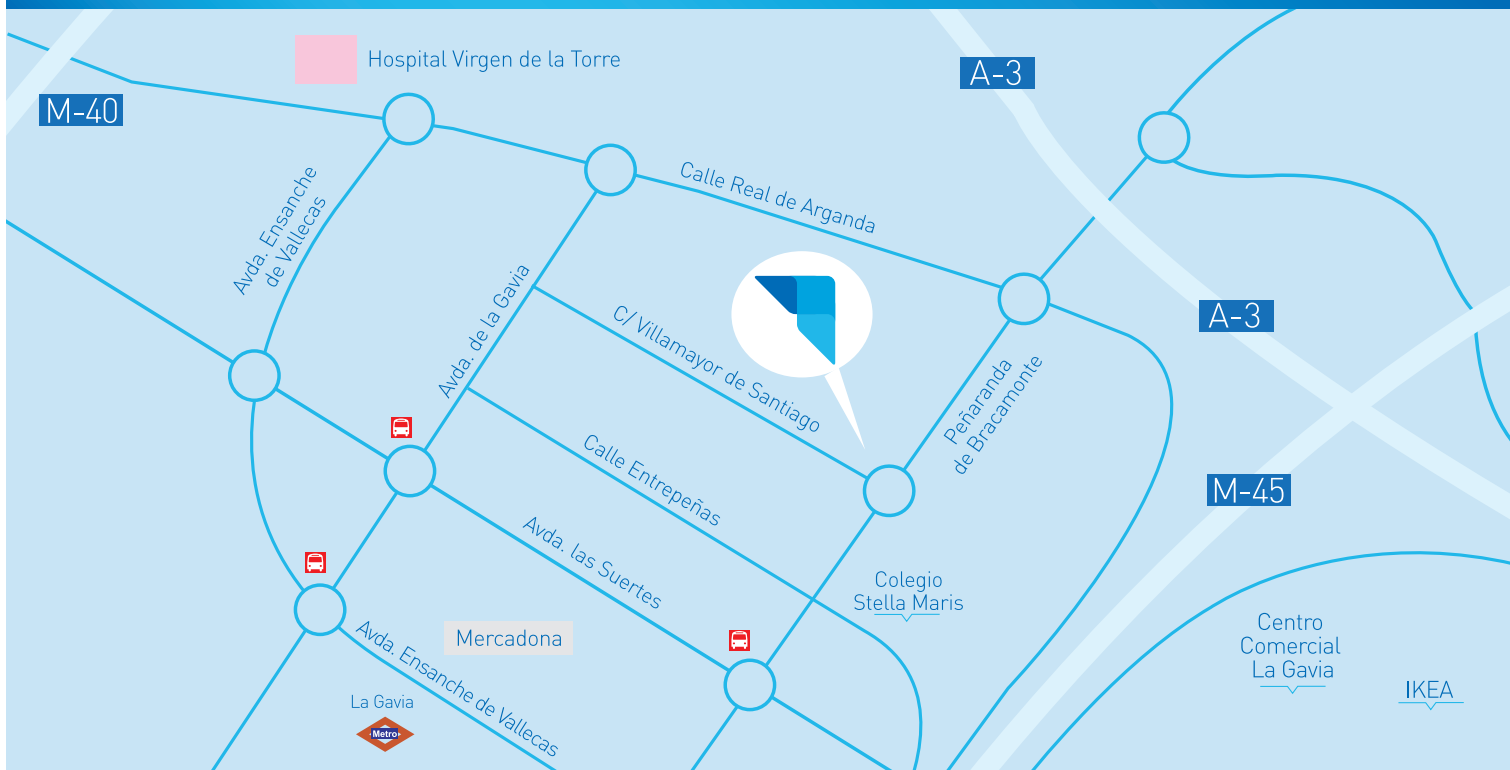 Hospital Virgen de la Torre
A-3
M-40
Calle Real de Arganda
Avda. Ensanche
de Vallecas
Avda. de la Gavia
A-3
C/ Villamayor de Santiago
Peñaranda
de Bracamonte
Calle Entrepeñas
M-45
Avda. las Suertes
Colegio
Stella Maris
Mercadona
Centro
Comercial
La Gavia
Avda. Ensanche de Vallecas
IKEA
La Gavia
Metro